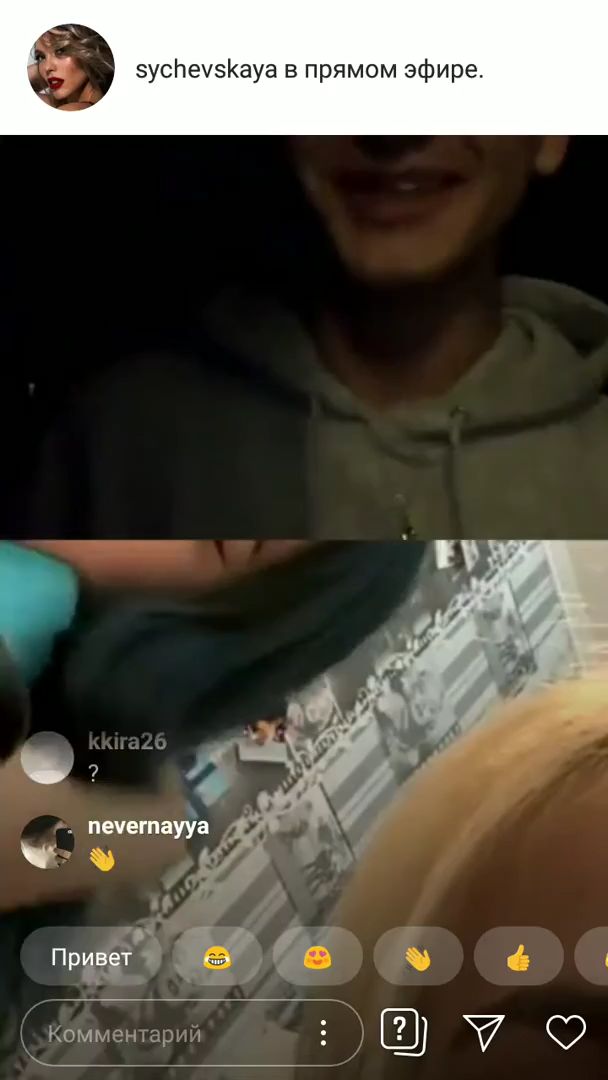 sychevskaya в прямом эфире.
kkira26
?
nevernayya
👋
Привет 😂 😍 👋 👍
Комментарий
?